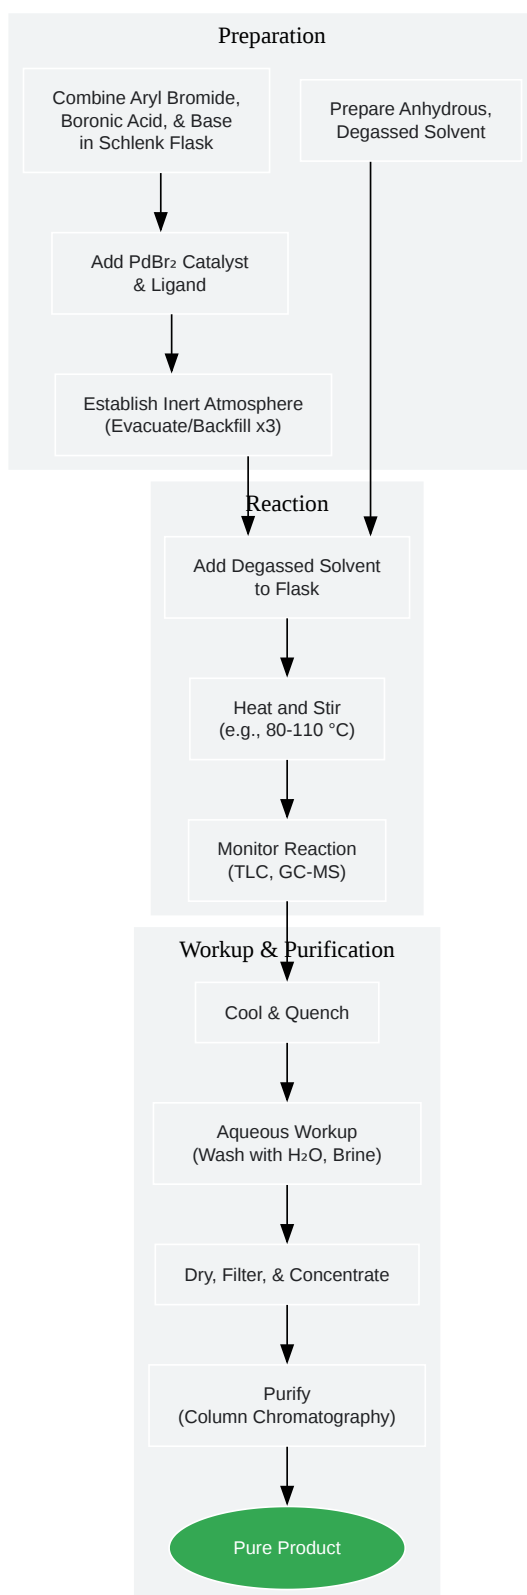 Preparation
Combine Aryl Bromide,
Boronic Acid, & Base
in Schlenk Flask
Prepare Anhydrous,
Degassed Solvent
Add PdBr₂ Catalyst
& Ligand
Establish Inert Atmosphere
(Evacuate/Backfill x3)
Reaction
Add Degassed Solvent
to Flask
Heat and Stir
(e.g., 80-110 °C)
Monitor Reaction
(TLC, GC-MS)
Workup & Purification
Cool & Quench
Aqueous Workup
(Wash with H₂O, Brine)
Dry, Filter, & Concentrate
Purify
(Column Chromatography)
Pure Product